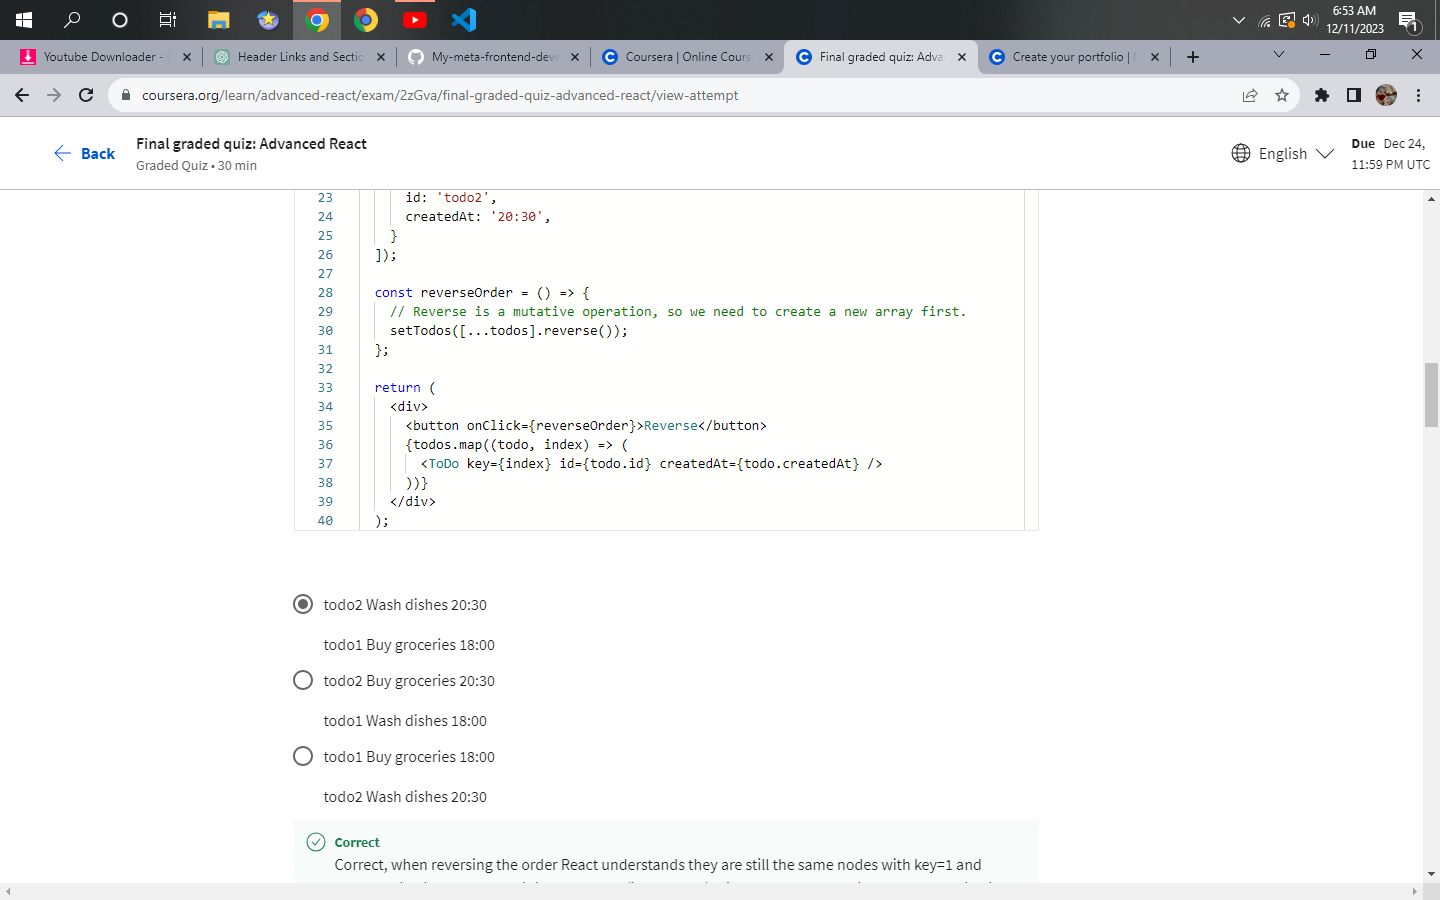 6:53 AM
12/11/2023
1
Youtube Downloader -
Header Links and Sectio
My-meta-frontend-deve
Coursera | Online Cours
Final graded quiz: Adva
Create your portfolio | C
coursera.org/learn/advanced-react/exam/2zGva/final-graded-quiz-advanced-react/view-attempt
Back
Final graded quiz: Advanced React
Graded Quiz • 30 min
English
Due Dec 24,
11:59 PM UTC
23 id: 'todo2',
24 createdAt: '20:30',
25 }
26 ]);
27
28 const reverseOrder = () => {
29 // Reverse is a mutative operation, so we need to create a new array first.
30 setTodos([...todos].reverse());
31 };
32
33 return (
34 <div>
35 <button onClick={reverseOrder}>Reverse</button>
36 {todos.map((todo, index) => (
37 <ToDo key={index} id={todo.id} createdAt={todo.createdAt} />
38 ))}
39 </div>
40 );
todo2 Wash dishes 20:30
todo1 Buy groceries 18:00
todo2 Buy groceries 20:30
todo1 Wash dishes 18:00
todo1 Buy groceries 18:00
todo2 Wash dishes 20:30
Correct
Correct, when reversing the order React understands they are still the same nodes with key=1 and